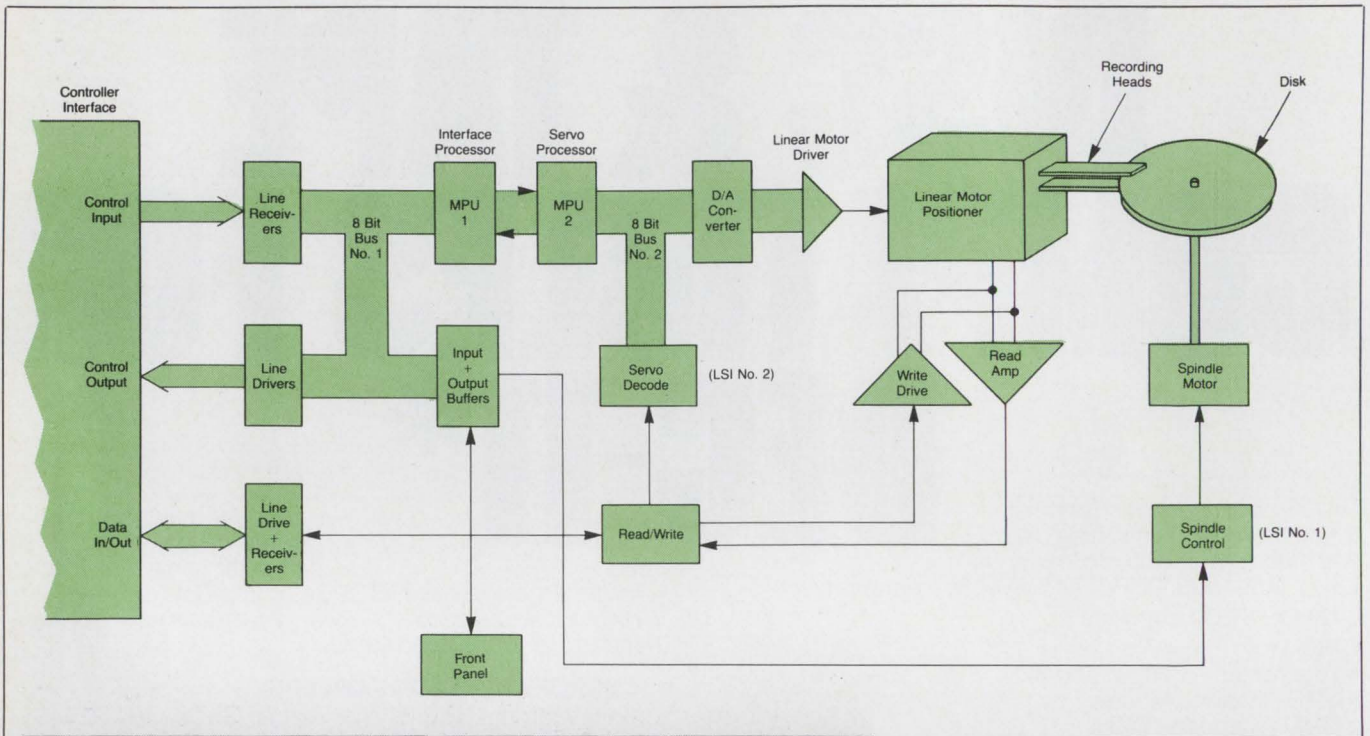 Controller
Interface
Control
Input
Control
Output
Data
In/Out
Line
Receiv-
ers
8 Bit
Bus
No. 1
Interface
Processor
MPU
1
Servo
Processor
MPU
2
8 Bit
Bus
No. 2
D/A
Con-
verter
Linear Motor
Driver
Linear Motor
Positioner
Recording
Heads
Disk
Line
Drivers
Input
+
Output
Buffers
Servo
Decode
(LSI No. 2)
Write
Drive
Read
Amp
Spindle
Motor
Line
Drive
+
Receiv-
ers
Read/Write
Spindle
Control
(LSI No. 1)
Front
Panel